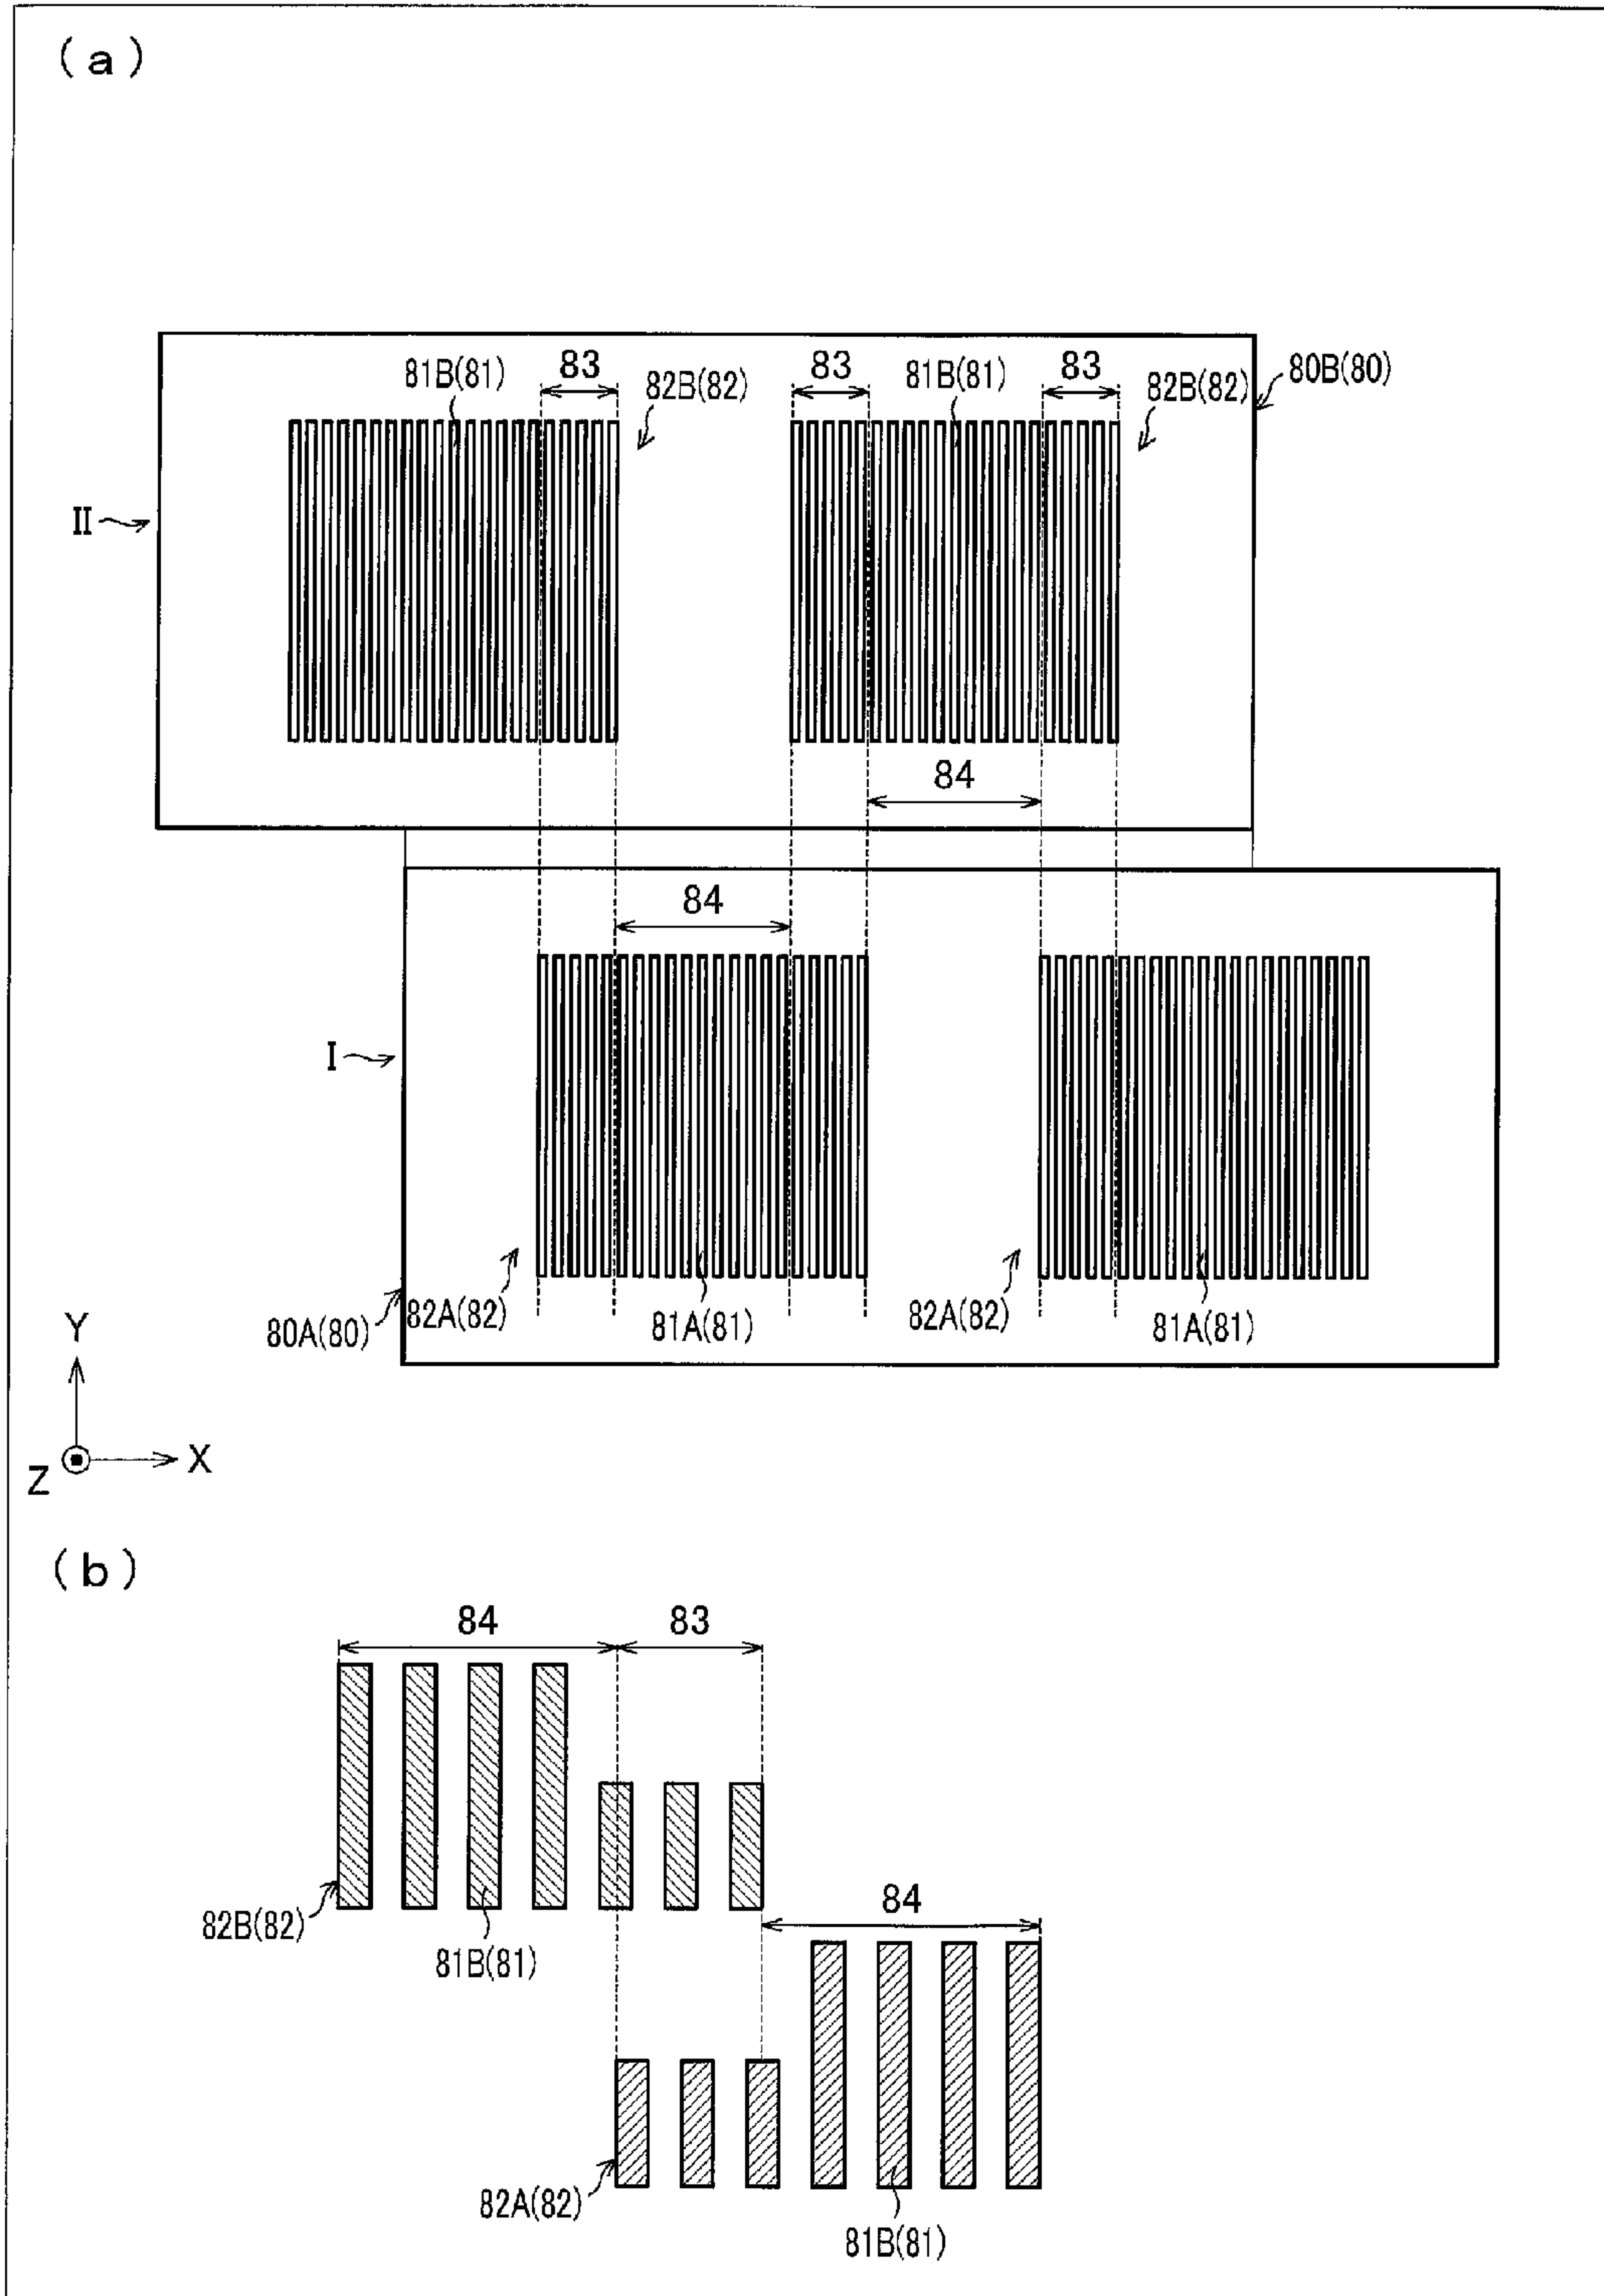 (a)
83 83 83
81B(81) 82B(82) 81B(81) 82B(82) 80B(80)
II
84
84
I
82A(82) 81A(81) 82A(82) 81A(81)
80A(80)
Y
X
Z
(b)
84 83
84
82B(82)
81B(81)
82A(82)
81B(81)